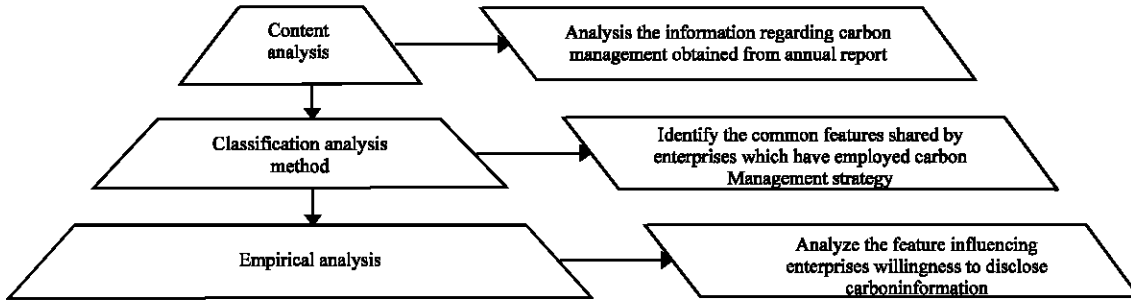 Content
analysis
Analysis the information regarding carbon
management obtained from annual report
Classification analysis
method
Identify the common features shared by
enterprises which have employed carbon
Management strategy
Empirical analysis
Analyze the feature influencing
enterprises willingness to disclose
carboninformation